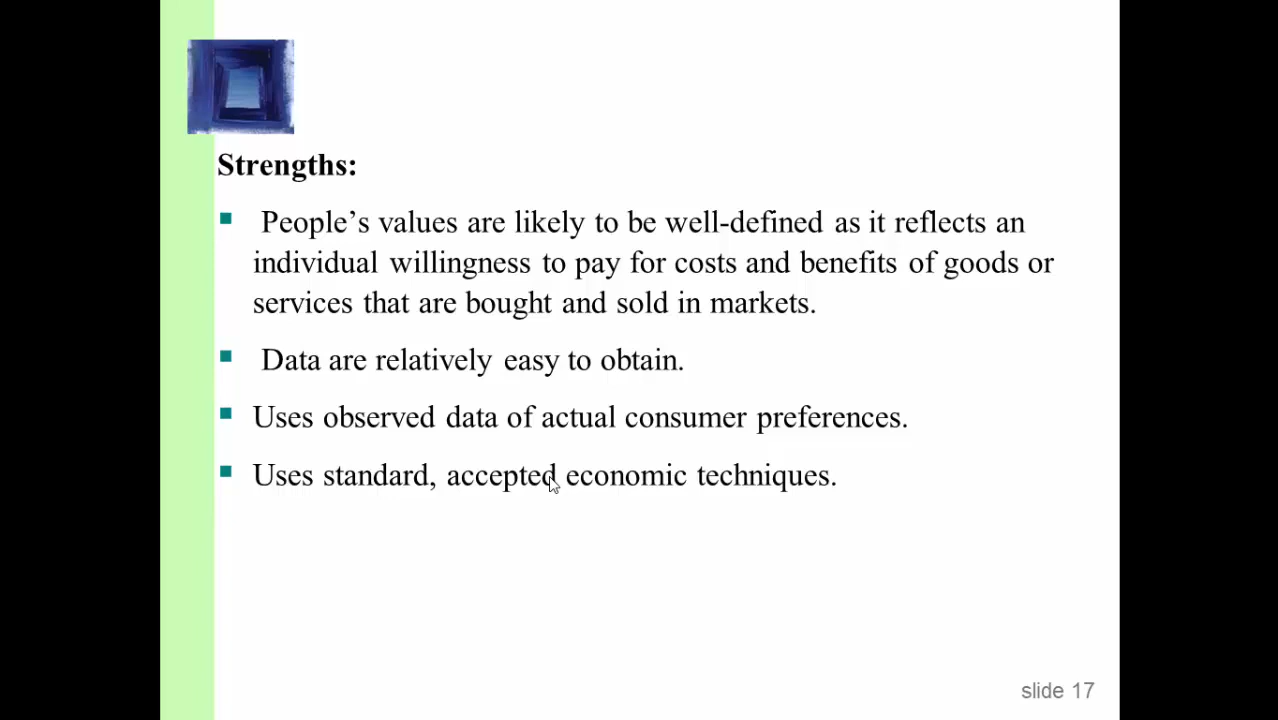 Strengths:
People’s values are likely to be well-defined as it reflects an
individual willingness to pay for costs and benefits of goods or
services that are bought and sold in markets.
Data are relatively easy to obtain.
Uses observed data of actual consumer preferences.
Uses standard, accepted economic techniques.
slide 17